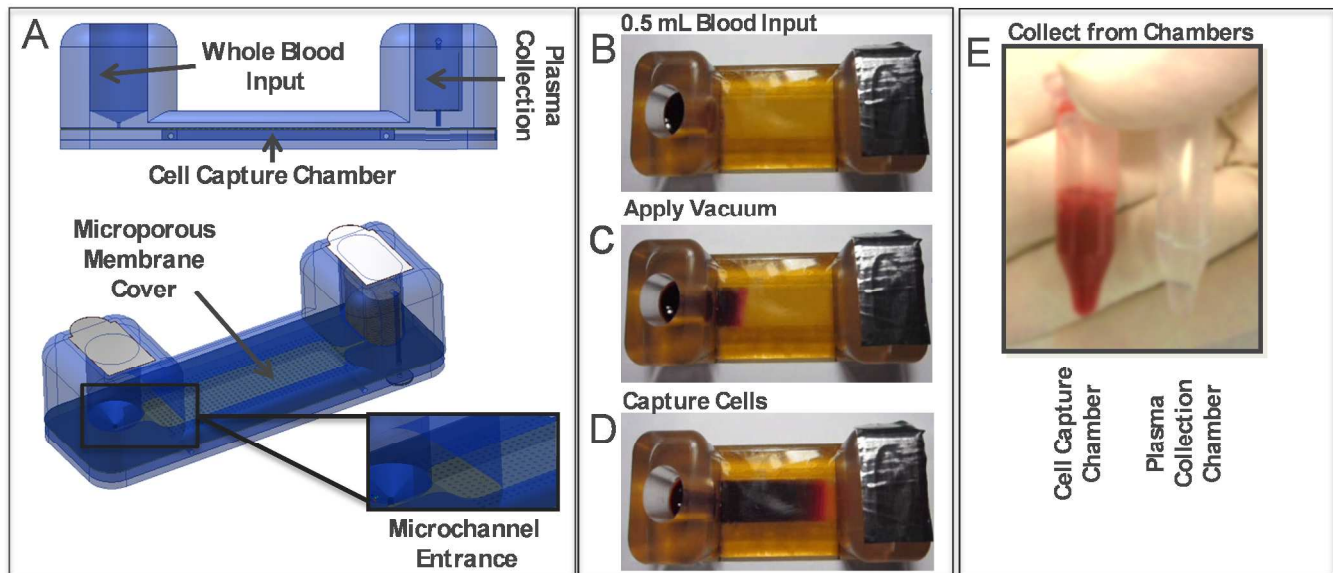 A
Whole Blood
Input
Plasma
Collection
Cell Capture Chamber
Microporous
Membrane
Cover
Microchannel
Entrance
0.5 mL Blood Input
B
Apply Vacuum
C
Capture Cells
D
E
Collect from Chambers
Cell Capture
Chamber
Plasma
Collection
Chamber